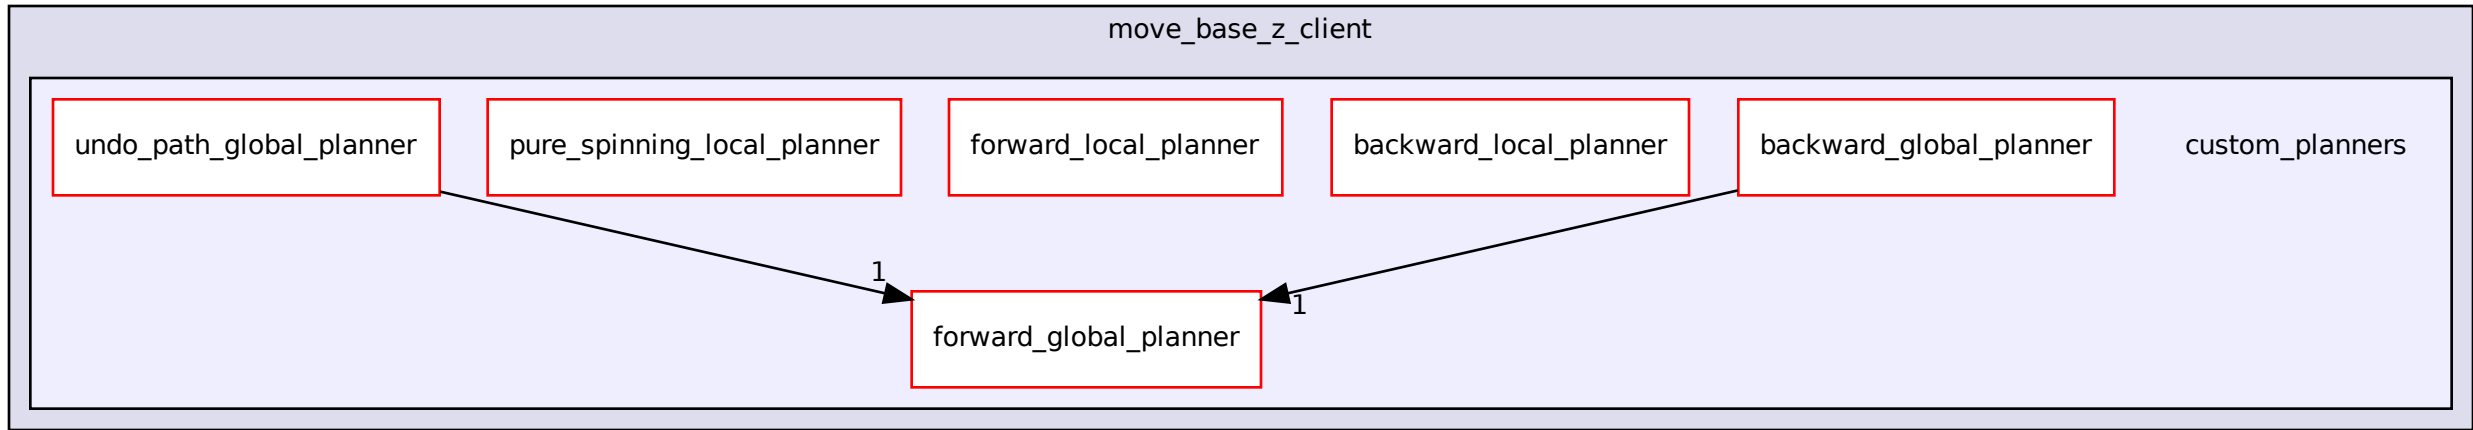 move_base_z_client
undo_path_global_planner
pure_spinning_local_planner
forward_local_planner
backward_local_planner
backward_global_planner
custom_planners
1
1
forward_global_planner